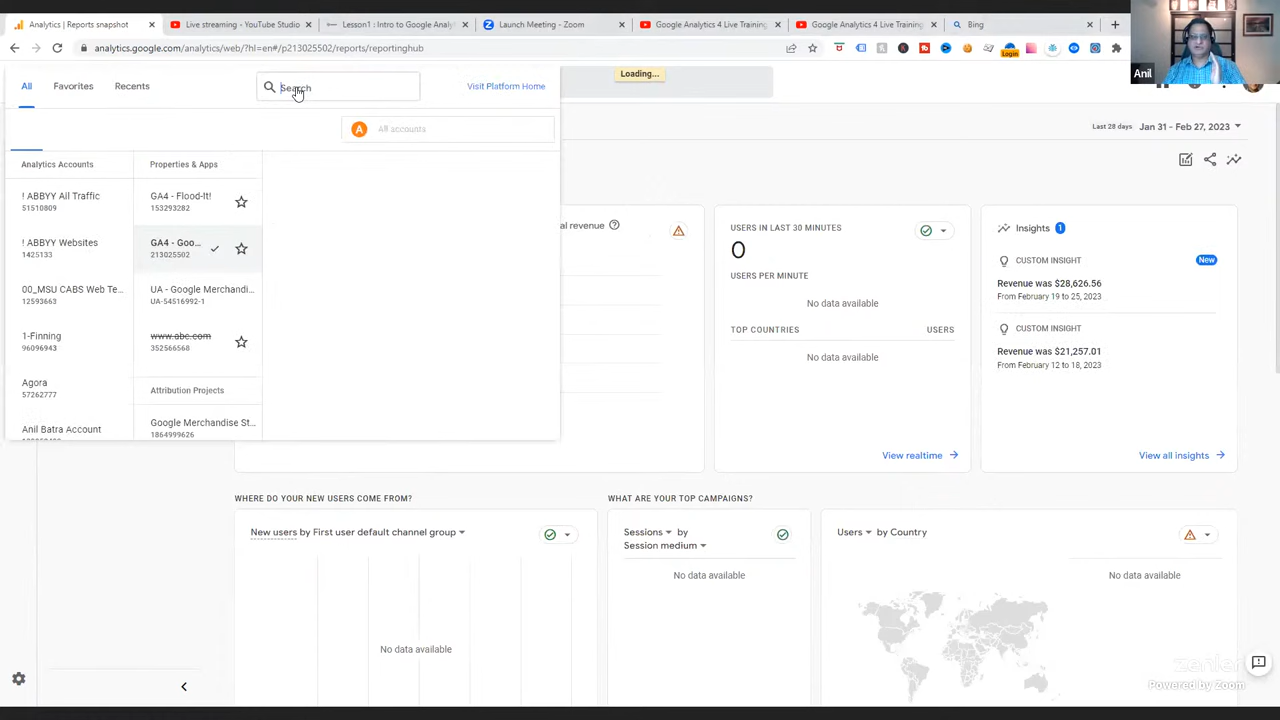 Analytics | Reports snapshot
Live streaming - YouTube Studio
Lesson1 : Intro to Google Analy
Launch Meeting - Zoom
Google Analytics 4 Live Training
Google Analytics 4 Live Training
Bing
analytics.google.com/analytics/web/?hl=en#/p213025502/reports/reportinghub
Login
Anil
All
Favorites
Recents
Search
Visit Platform Home
Loading...
A
All accounts
Last 28 days
Jan 31 - Feb 27, 2023
Analytics Accounts
Properties & Apps
! ABBYY All Traffic
51510809
GA4 - Flood-It!
153293282
! ABBYY Websites
1425133
GA4 - Goo...
213025502
00_MSU CABS Web Te...
12593663
UA - Google Merchandi...
UA-54516992-1
1-Finning
96096943
www.abc.com
352566568
Agora
57262777
Attribution Projects
Anil Batra Account
Google Merchandise St...
1864999626
al revenue
USERS IN LAST 30 MINUTES
0
USERS PER MINUTE
No data available
TOP COUNTRIES
USERS
No data available
View realtime
Insights
1
CUSTOM INSIGHT
New
Revenue was $28,626.56
From February 19 to 25, 2023
CUSTOM INSIGHT
Revenue was $21,257.01
From February 12 to 18, 2023
View all insights
WHERE DO YOUR NEW USERS COME FROM?
WHAT ARE YOUR TOP CAMPAIGNS?
New users by First user default channel group
No data available
Sessions by
Session medium
No data available
Users by Country
No data available
zenler
Powered by Zoom